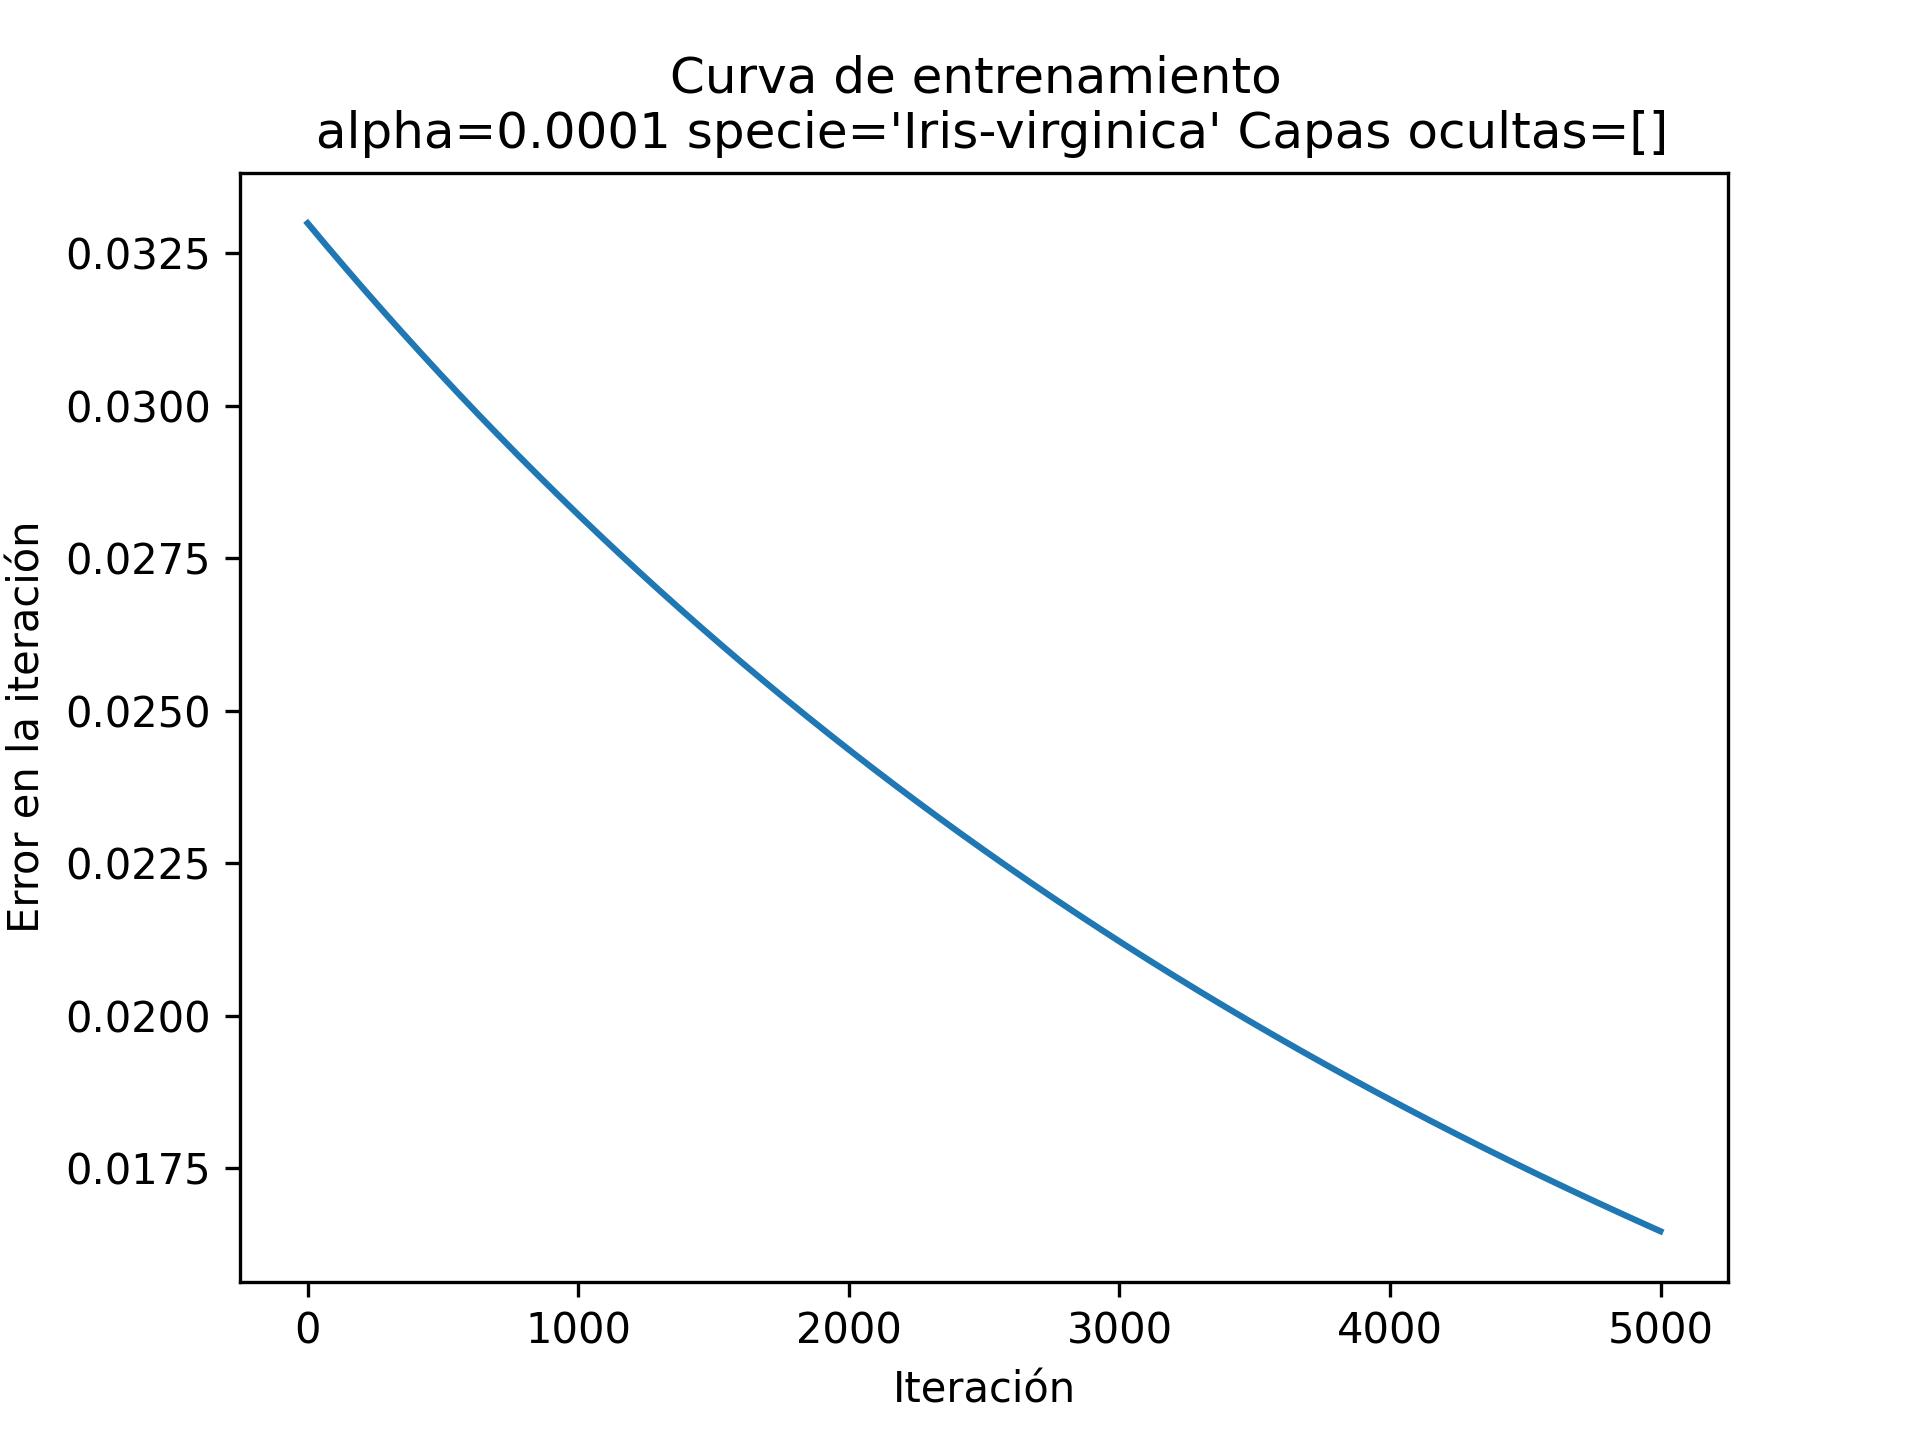 Curva de entrenamiento
alpha=0.0001 specie='Iris-virginica' Capas ocultas=[]
Error en la iteración
0.0325
0.0300
0.0275
0.0250
0.0225
0.0200
0.0175
0 1000 2000 3000 4000 5000
Iteración